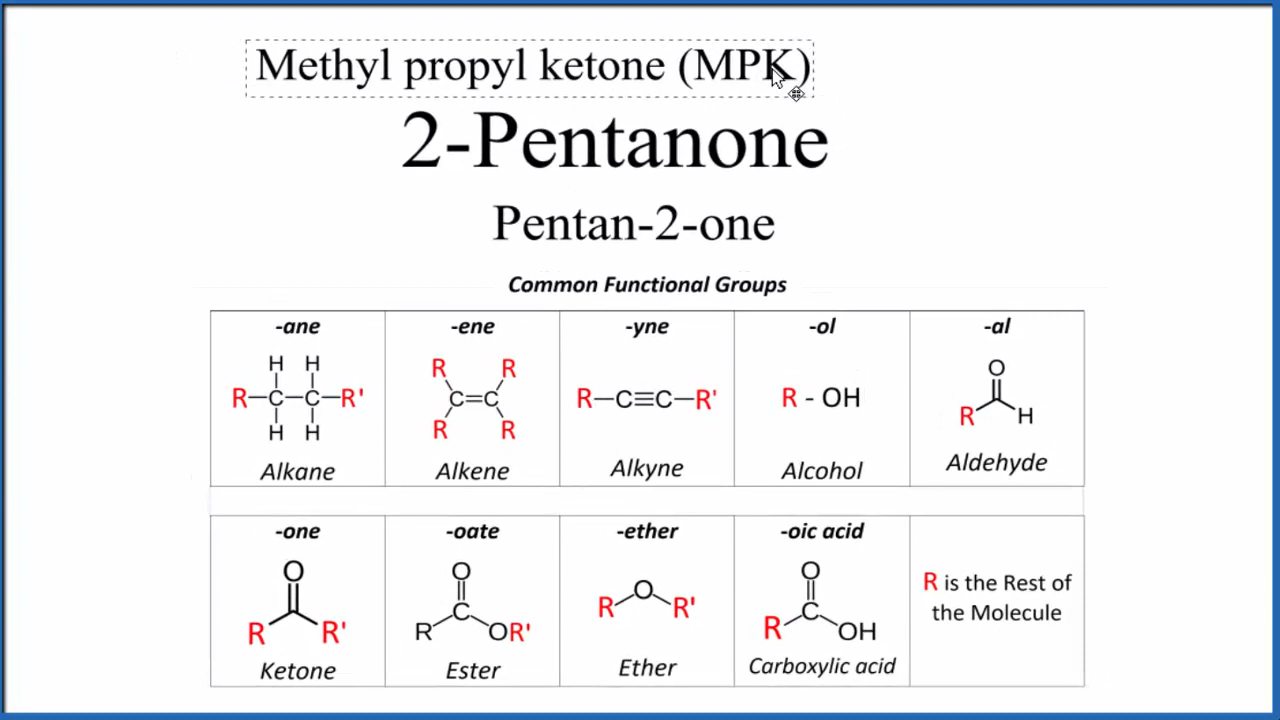 Methyl propyl ketone (MPK)
2-Pentanone
Pentan-2-one
Common Functional Groups
-ane -ene -yne -ol -al
H H R R O
R–C–C–R' C=C R–C≡C–R' R - OH R H
H H R R
Alkane Alkene Alkyne Alcohol Aldehyde
-one -oate -ether -oic acid
O O O O R is the Rest of
R R' R C OR' R R' R C OH the Molecule
Ketone Ester Ether Carboxylic acid